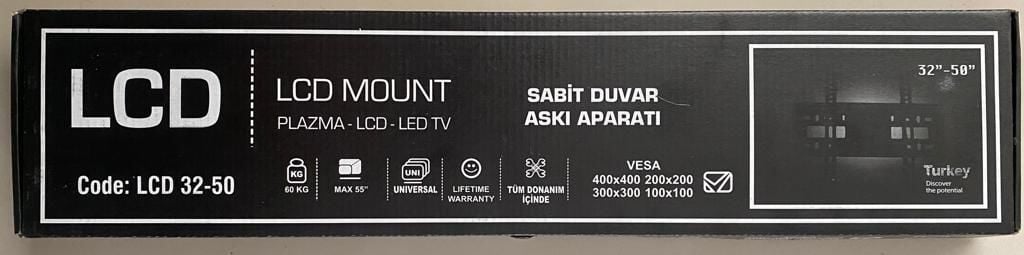 LCD
Code: LCD 32-50
LCD MOUNT
PLAZMA - LCD - LED TV
SABİT DUVAR
ASKI APARATI
KG
60 KG
MAX 55"
UNI
UNIVERSAL
LIFETIME
WARRANTY
TÜM DONANIM
İÇİNDE
VESA
400x400 200x200
300x300 100x100
32"-50"
Turkey
Discover
the potential